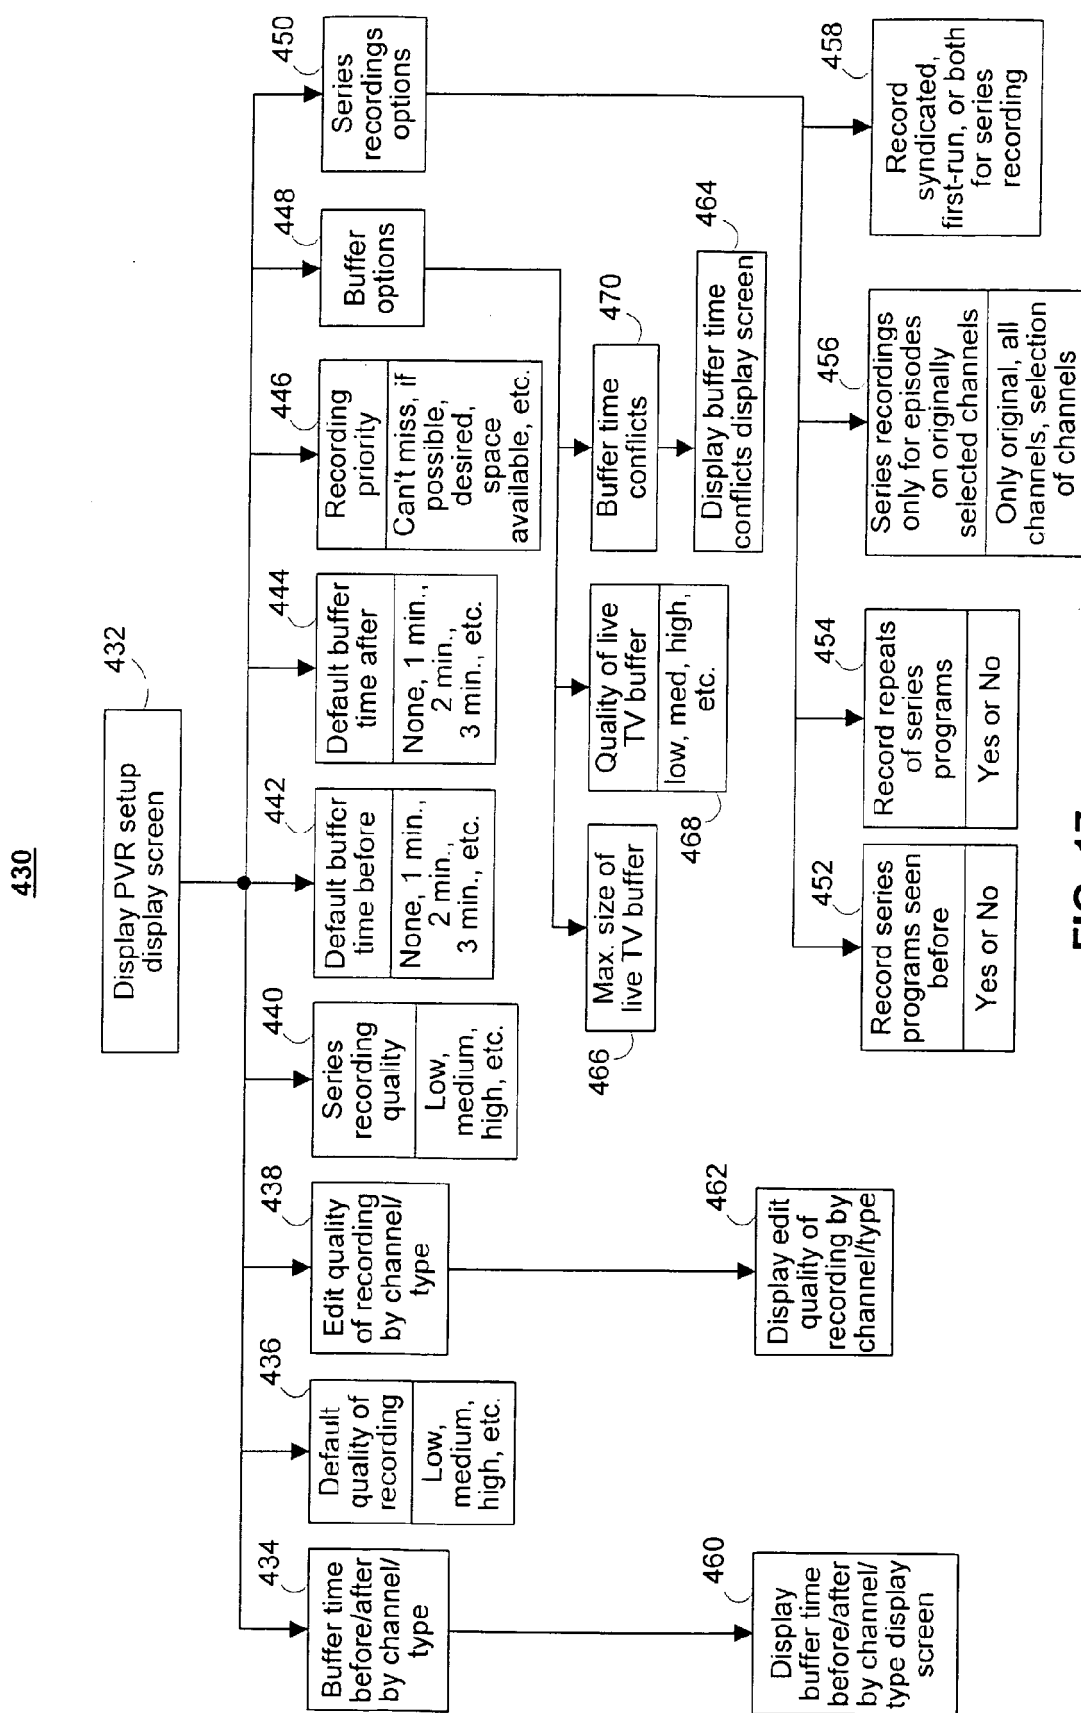 430
432
Display PVR setup
display screen
434
Buffer time
before/after
by channel/
type
436
Default
quality of
recording
Low,
medium,
high, etc.
438
Edit quality
of recording
by channel/
type
440
Series
recording
quality
Low,
medium,
high, etc.
442
Default buffer
time before
None, 1 min.,
2 min.,
3 min., etc.
444
Default buffer
time after
None, 1 min.,
2 min.,
3 min., etc.
446
Recording
priority
Can't miss, if
possible,
desired,
space
available, etc.
448
Buffer
options
450
Series
recordings
options
466
Max. size of
live TV buffer
468
Quality of live
TV buffer
low, med, high,
etc.
470
Buffer time
conflicts
464
Display buffer time
conflicts display screen
460
Display
buffer time
before/after
by channel/
type display
screen
462
Display edit
quality of
recording by
channel/type
452
Record series
programs seen
before
Yes or No
454
Record repeats
of series
programs
Yes or No
456
Series recordings
only for episodes
on originally
selected channels
Only original, all
channels, selection
of channels
458
Record
syndicated,
first-run, or both
for series
recording